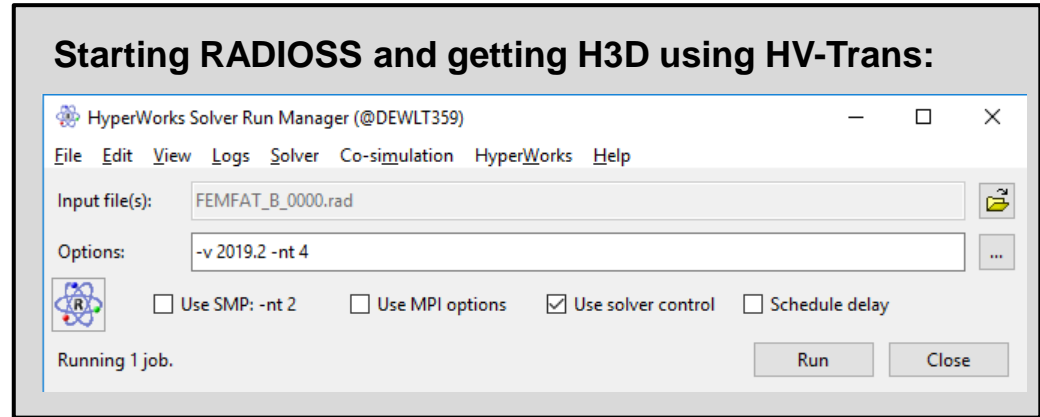 Starting RADIOSS and getting H3D using HV-Trans:
HyperWorks Solver Run Manager (@DEWLT359)
File Edit View Logs Solver Co-simulation HyperWorks Help
Input file(s): FEMFAT_B_0000.rad
Options: -v 2019.2 -nt 4 ...
R Use SMP: -nt 2 Use MPI options Use solver control Schedule delay
Running 1 job. Run Close